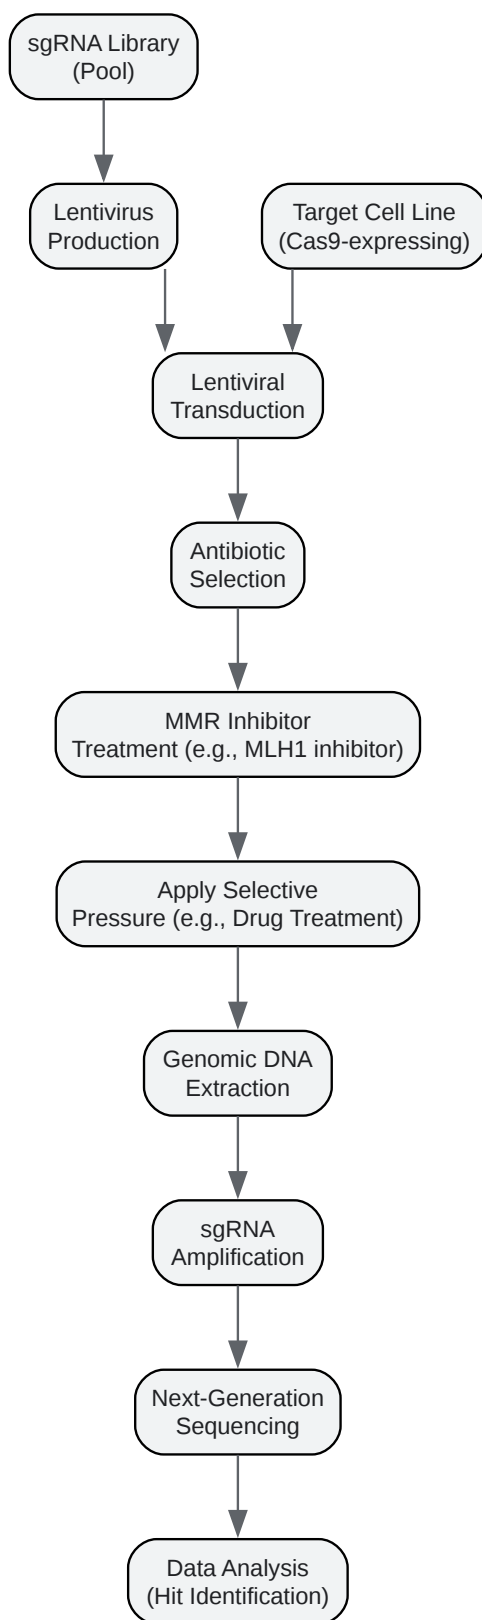 sgRNA Library
(Pool)
Lentivirus
Production
Target Cell Line
(Cas9-expressing)
Lentiviral
Transduction
Antibiotic
Selection
MMR Inhibitor
Treatment (e.g., MLH1 inhibitor)
Apply Selective
Pressure (e.g., Drug Treatment)
Genomic DNA
Extraction
sgRNA
Amplification
Next-Generation
Sequencing
Data Analysis
(Hit Identification)